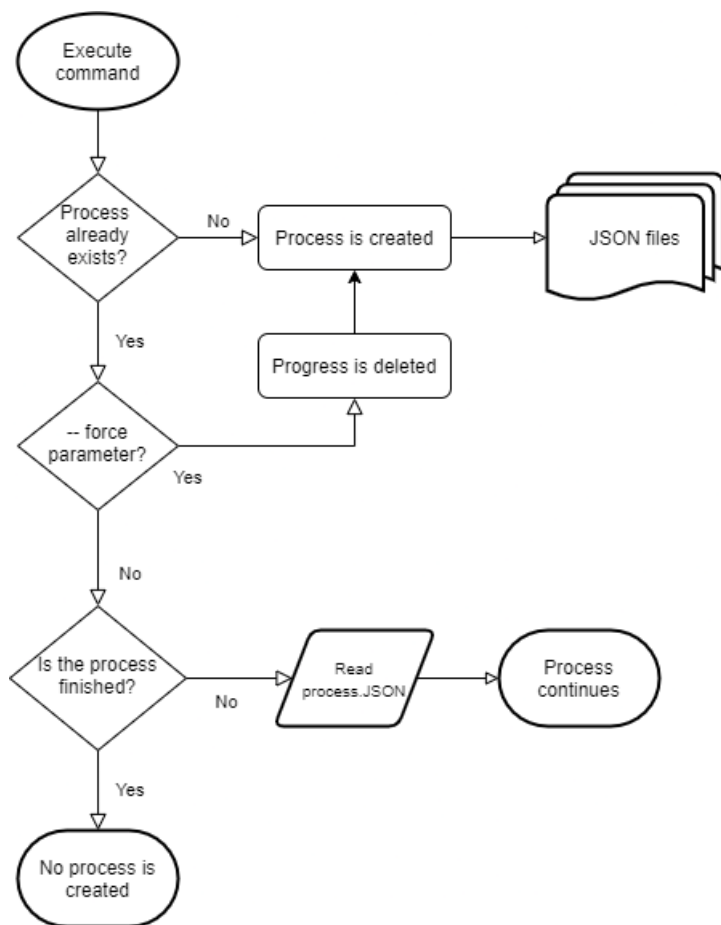 Execute
command
Process
already
exists?
No
Process is created
JSON files
Yes
Progress is deleted
-- force
parameter?
Yes
No
Is the process
finished?
No
Read
process.JSON
Process
continues
Yes
No process is
created